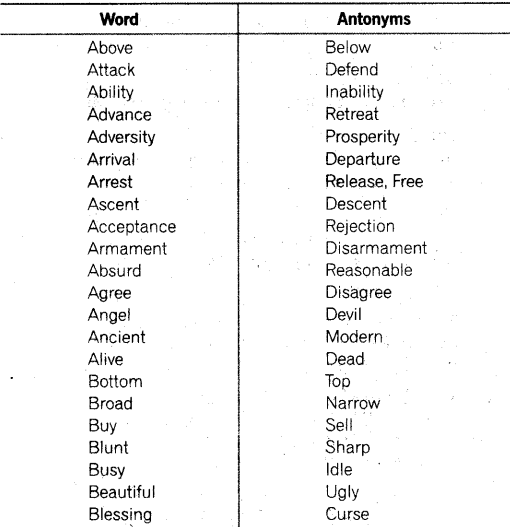 Word Antonyms
Above Below
Attack Defend
Ability Inability
Advance Retreat
Adversity Prosperity
Arrival Departure
Arrest Release, Free
Ascent Descent
Acceptance Rejection
Armament Disarmament
Absurd Reasonable
Agree Disagree
Angel Devil
Ancient Modern
Alive Dead
Bottom Top
Broad Narrow
Buy Sell
Blunt Sharp
Busy Idle
Beautiful Ugly
Blessing Curse